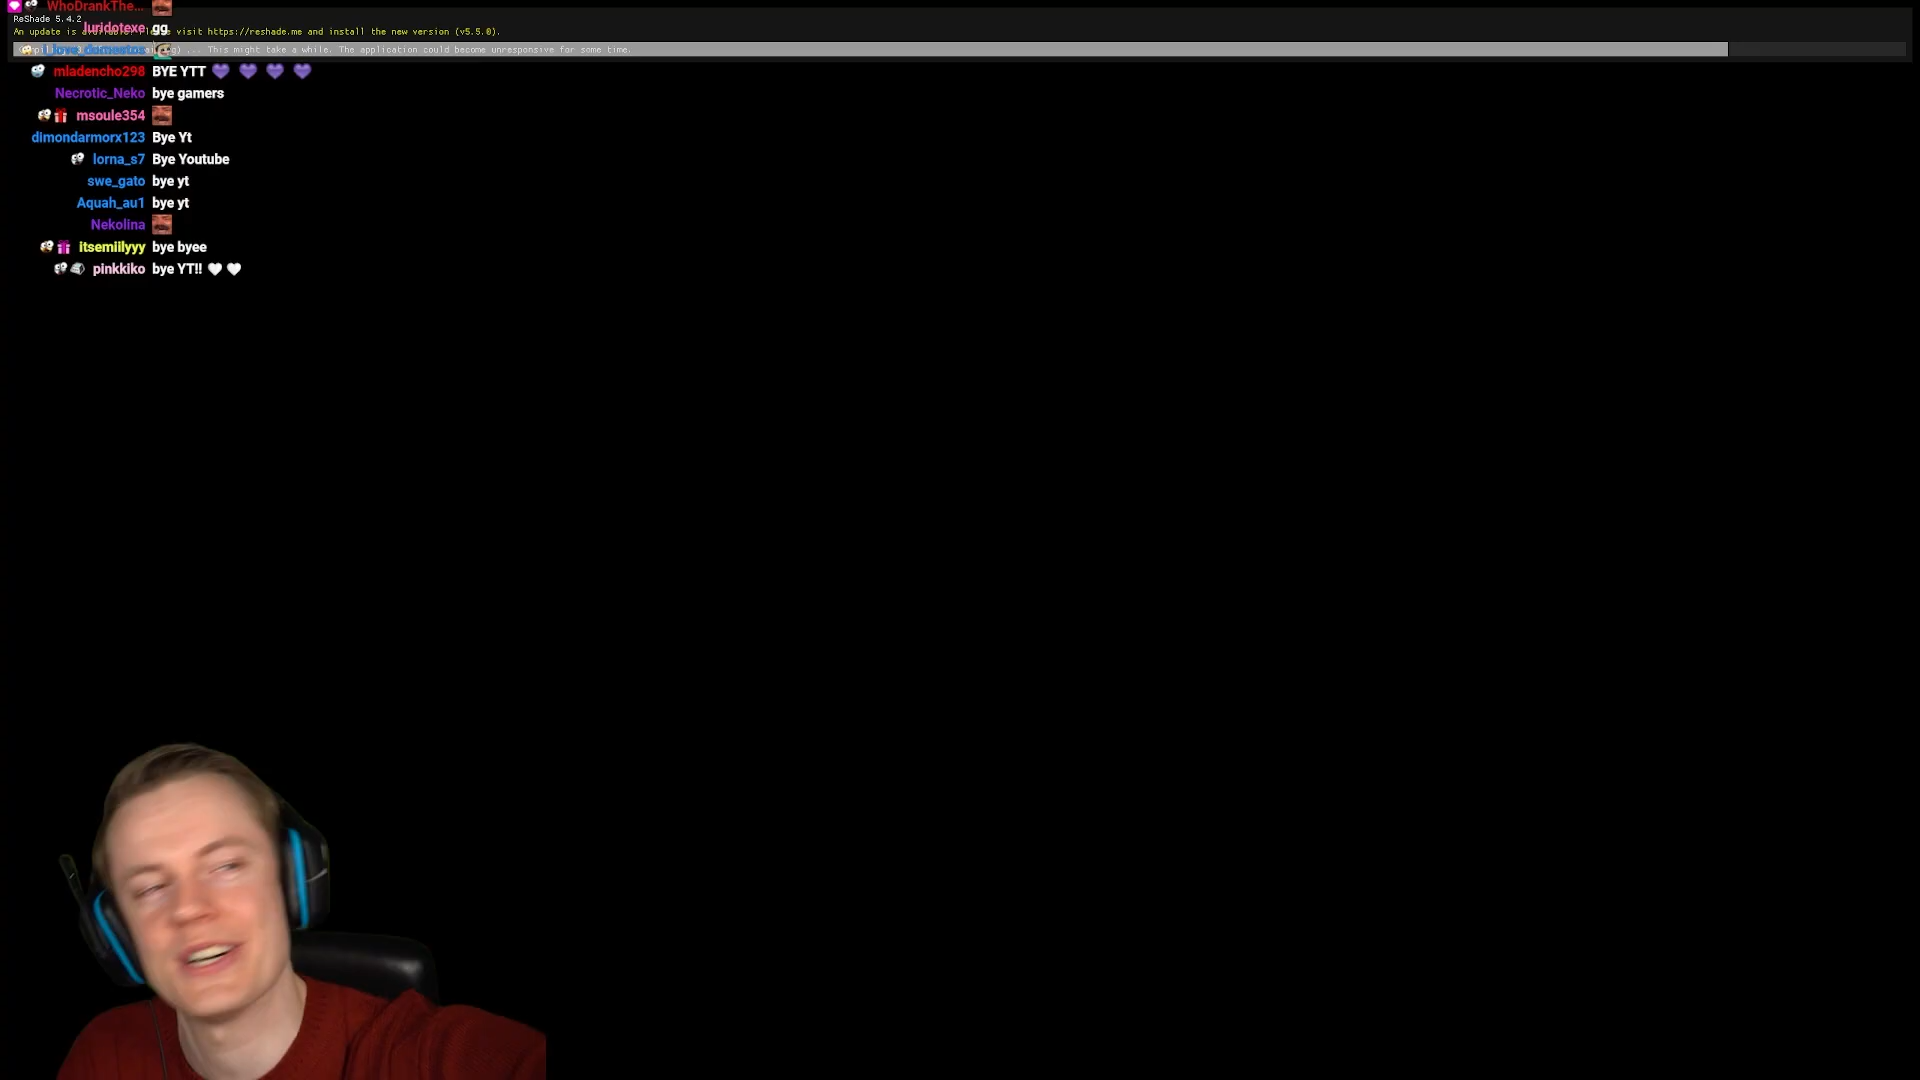 WhoDrankThe...
ReShade 5.4.2
luridotexe gg
An update is available! Please visit https://reshade.me and install the new version (v5.5.0).
... This might take a while. The application could become unresponsive for some time.
mladencho298 BYE YTT 💜 💜 💜 💜
Necrotic_Neko bye gamers
msoule354
dimondarmorx123 Bye Yt
lorna_s7 Bye Youtube
swe_gato bye yt
Aquah_au1 bye yt
Nekolina
itsemiilyyy bye byee
pinkkiko bye YT!! 🤍 🤍